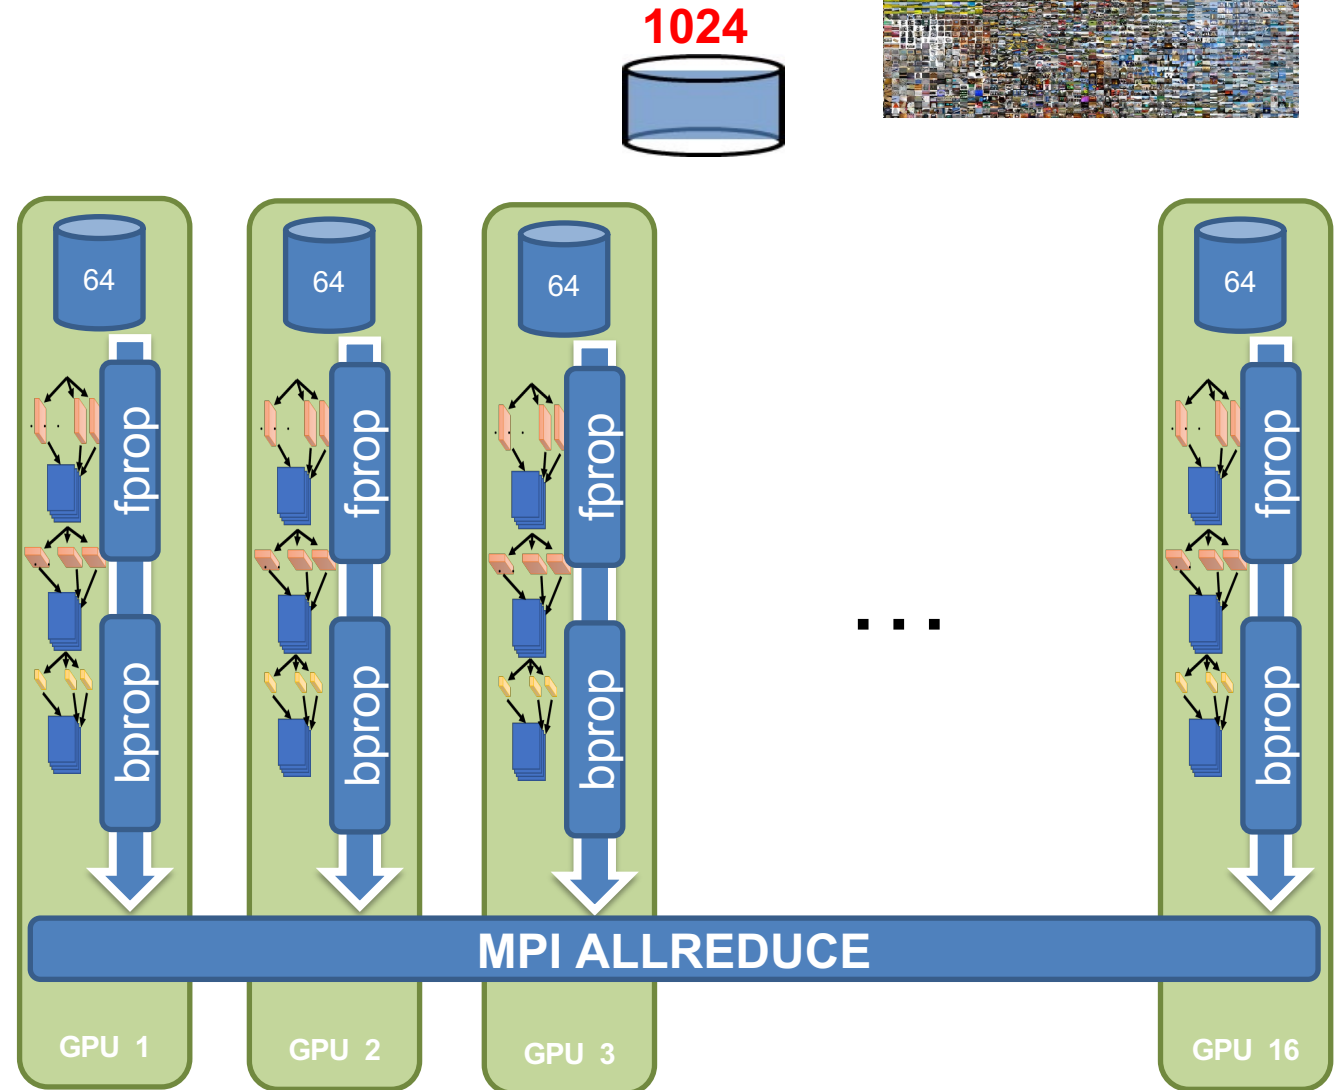 1024
64
64
64
64
fprop
fprop
fprop
fprop
. . .
bprop
bprop
bprop
bprop
MPI ALLREDUCE
GPU 1
GPU 2
GPU 3
GPU 16